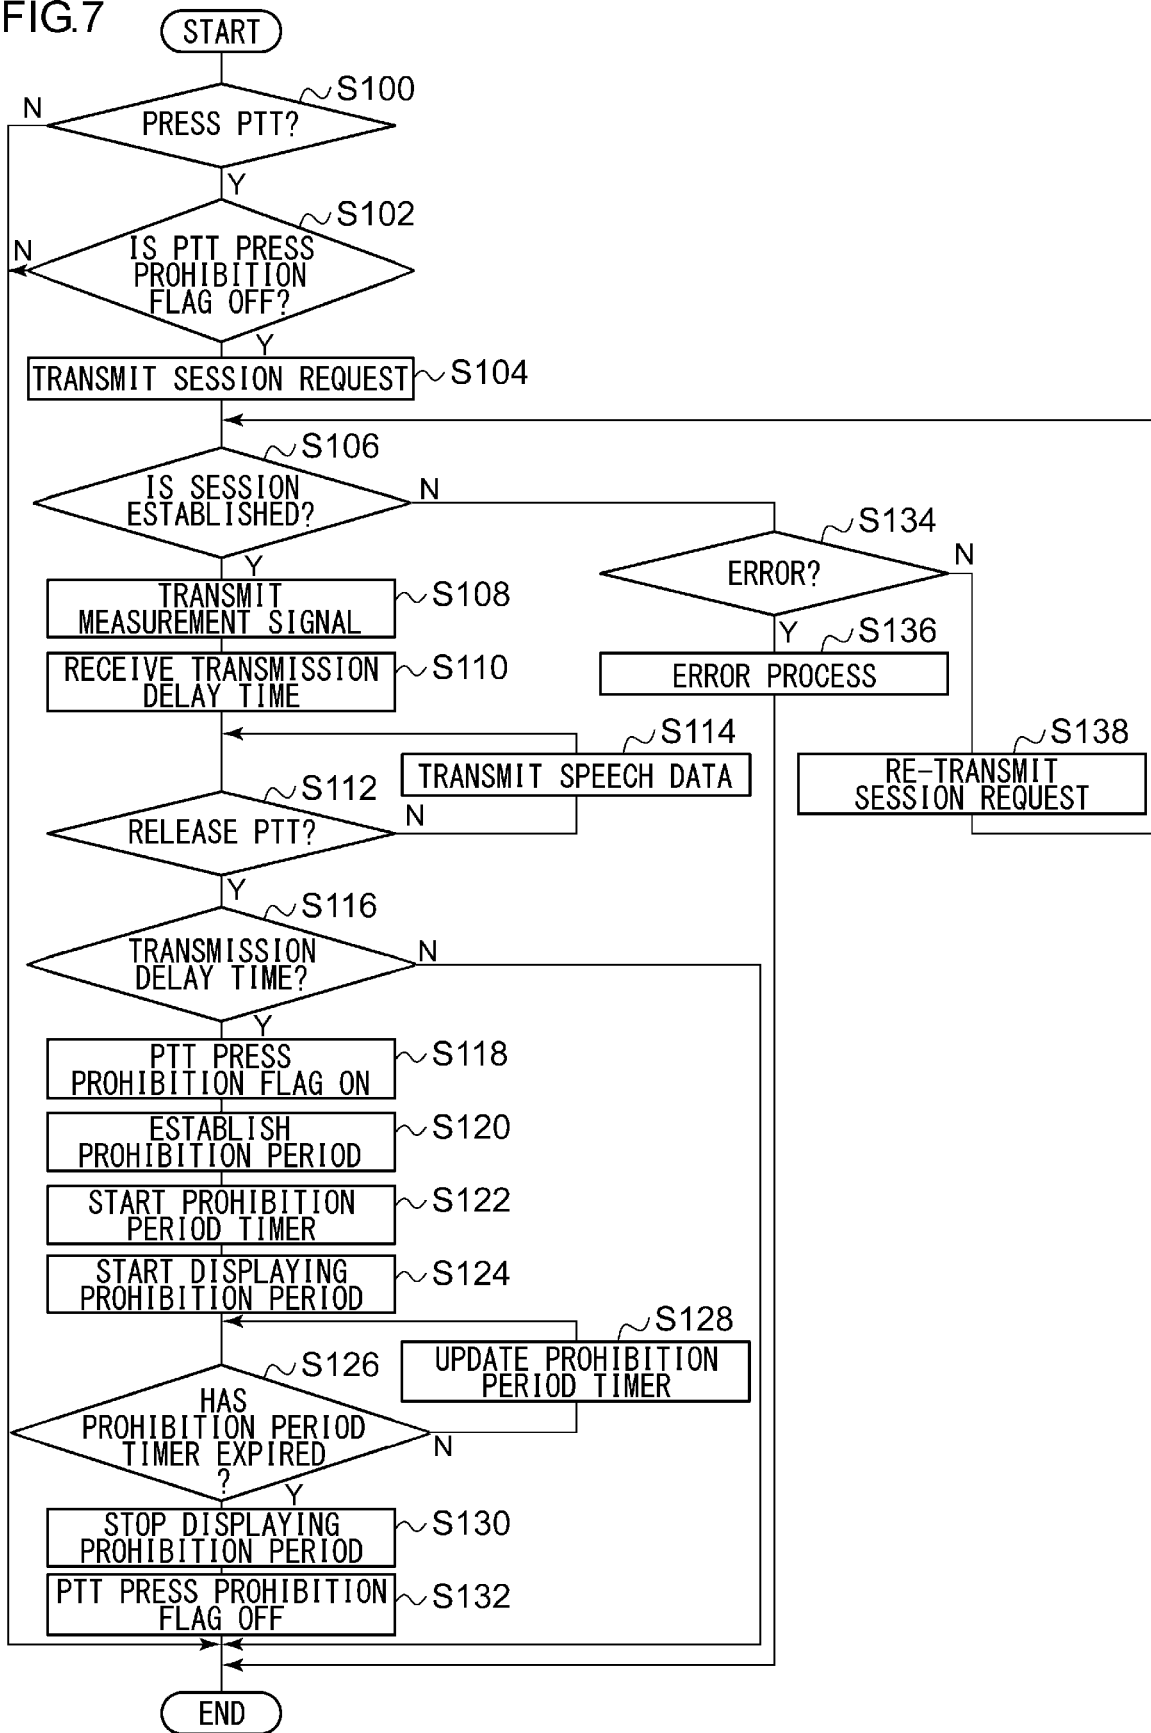 FIG.7
START
S100
N
PRESS PTT?
Y
S102
N
IS PTT PRESS
PROHIBITION
FLAG OFF?
Y
TRANSMIT SESSION REQUEST
S104
S106
IS SESSION
ESTABLISHED?
N
Y
S134
ERROR?
N
Y
TRANSMIT
MEASUREMENT SIGNAL
S108
S136
ERROR PROCESS
RECEIVE TRANSMISSION
DELAY TIME
S110
S114
TRANSMIT SPEECH DATA
S138
RE-TRANSMIT
SESSION REQUEST
S112
RELEASE PTT?
N
Y
S116
TRANSMISSION
DELAY TIME?
N
Y
PTT PRESS
PROHIBITION FLAG ON
S118
ESTABLISH
PROHIBITION PERIOD
S120
START PROHIBITION
PERIOD TIMER
S122
START DISPLAYING
PROHIBITION PERIOD
S124
S128
UPDATE PROHIBITION
PERIOD TIMER
S126
HAS
PROHIBITION PERIOD
TIMER EXPIRED
?
N
Y
STOP DISPLAYING
PROHIBITION PERIOD
S130
PTT PRESS PROHIBITION
FLAG OFF
S132
END